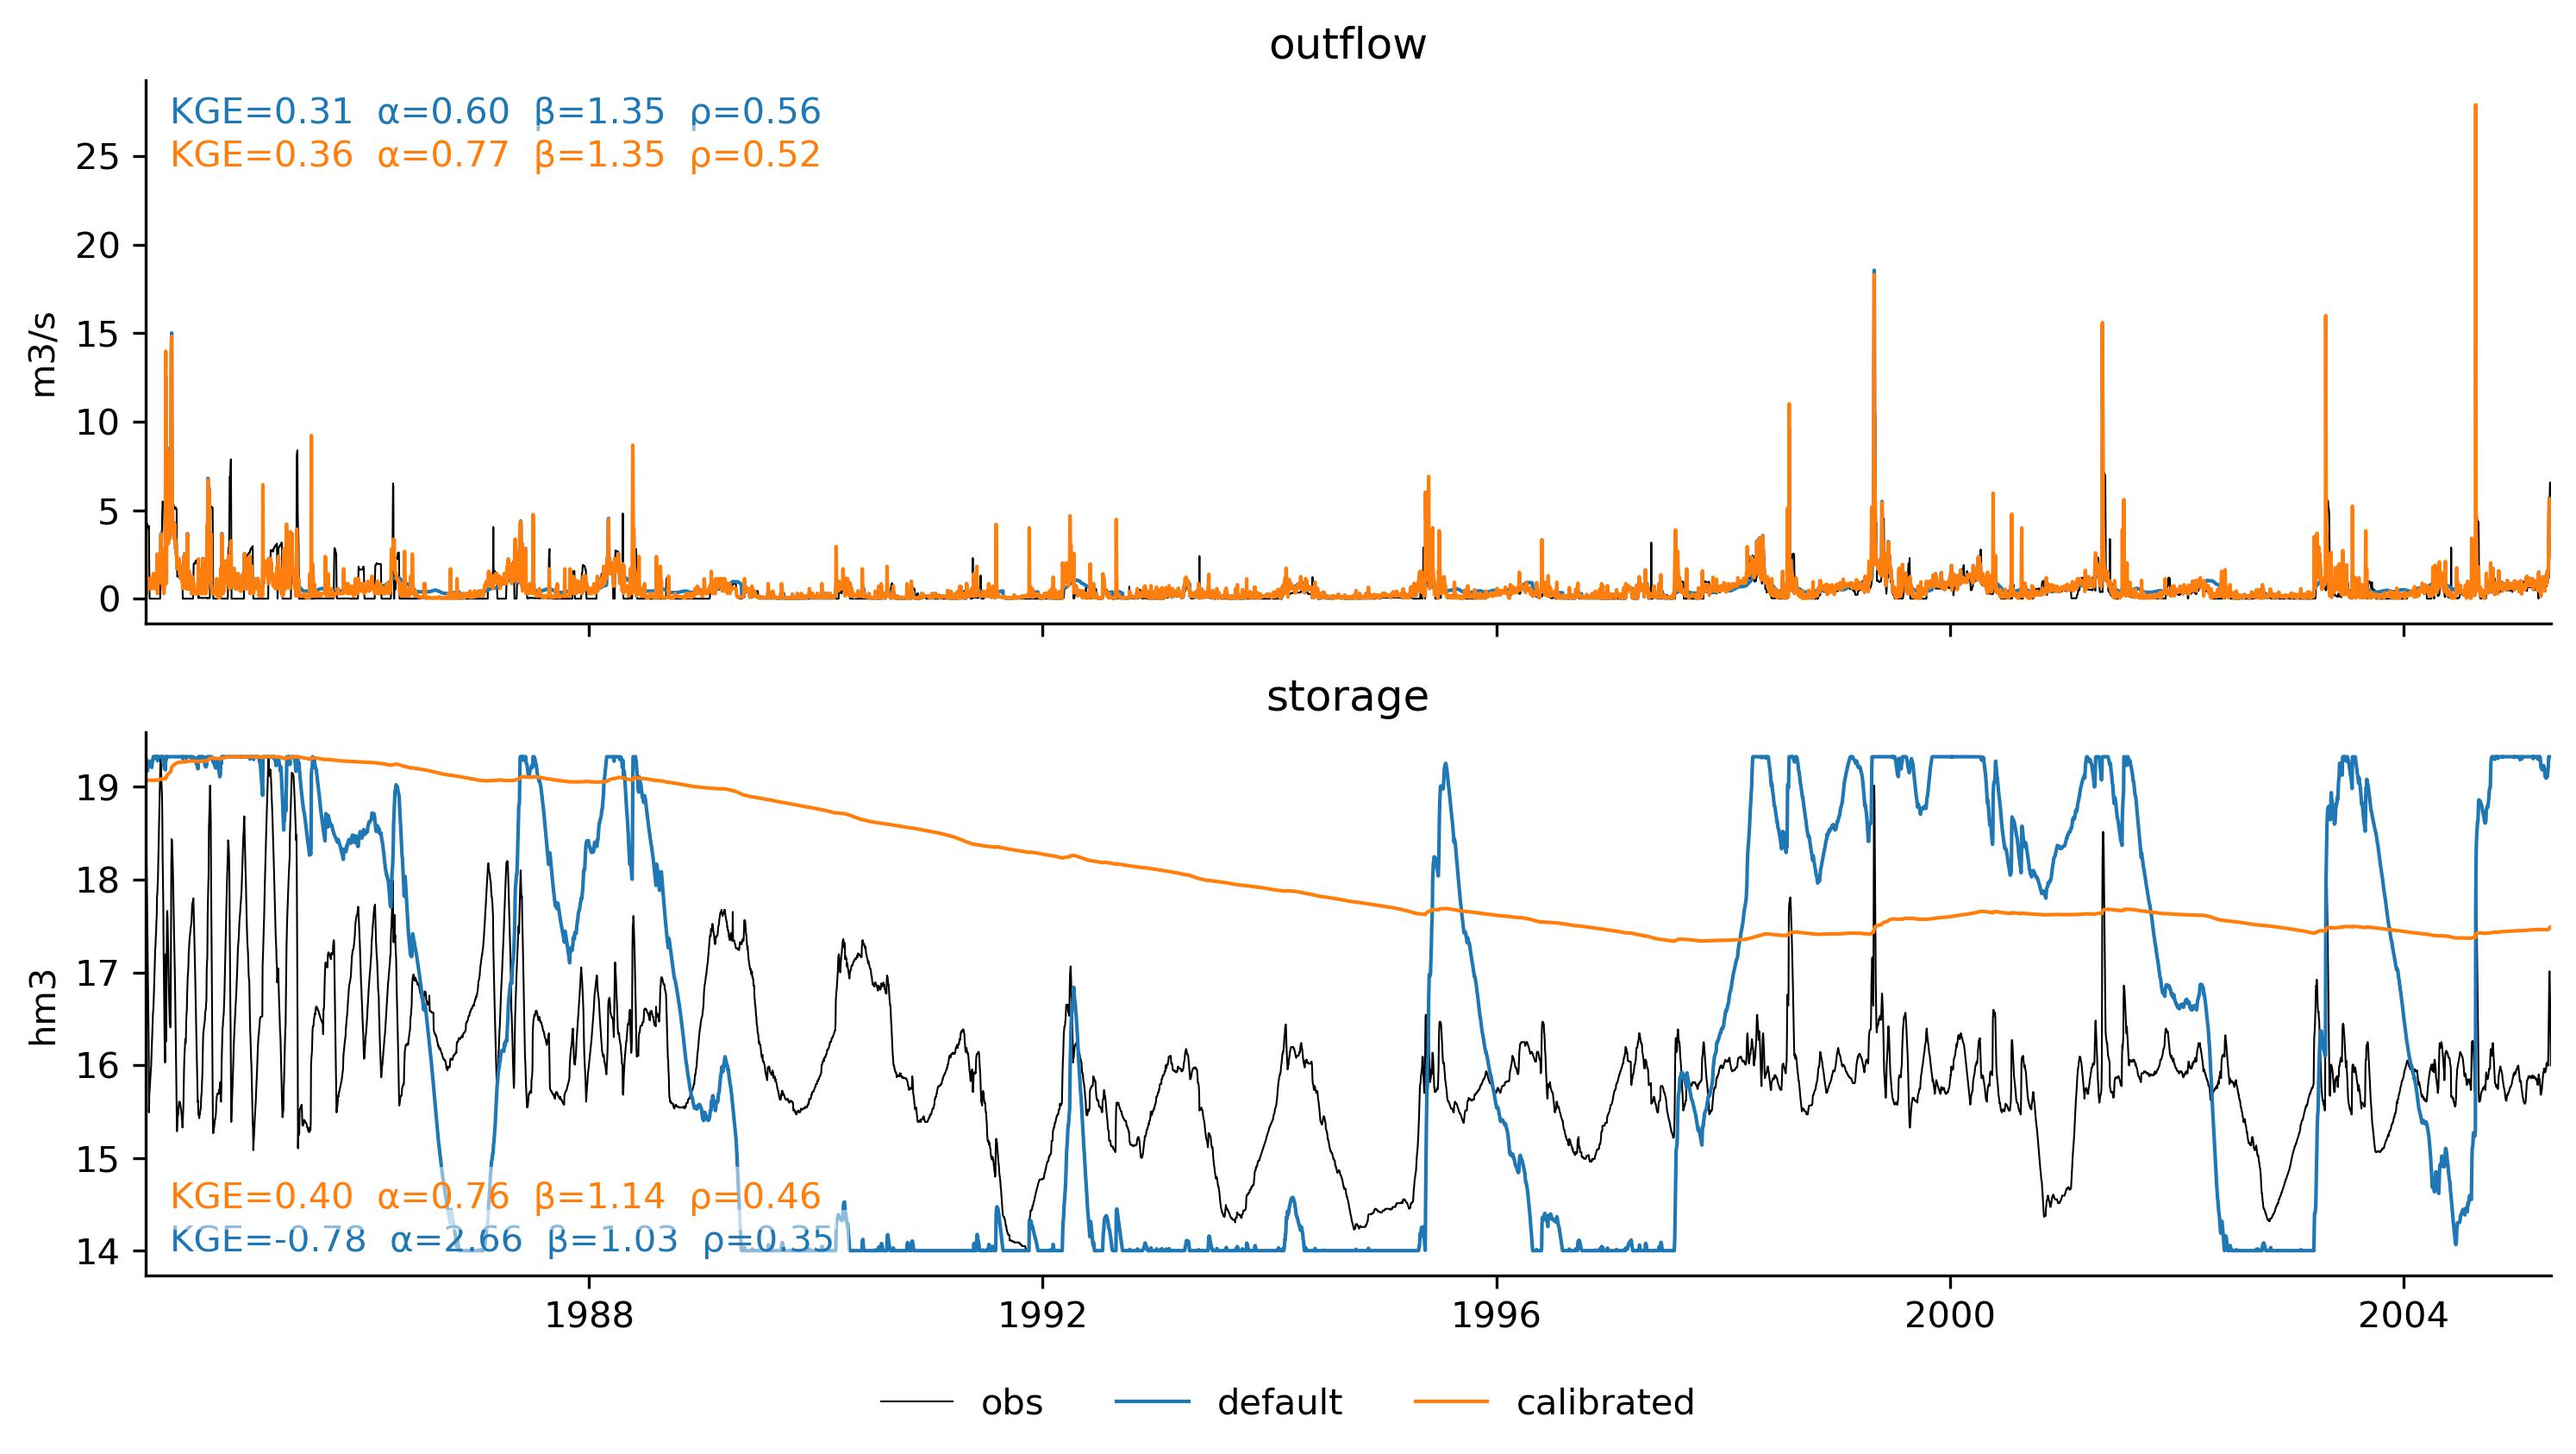 outflow
KGE=0.31 α=0.60 β=1.35 ρ=0.56
KGE=0.36 α=0.77 β=1.35 ρ=0.52
m3/s
25
20
15
10
5
0
storage
hm3
19
18
17
16
15
14
KGE=0.40 α=0.76 β=1.14 ρ=0.46
KGE=-0.78 α=2.66 β=1.03 ρ=0.35
1988 1992 1996 2000 2004
obs default calibrated